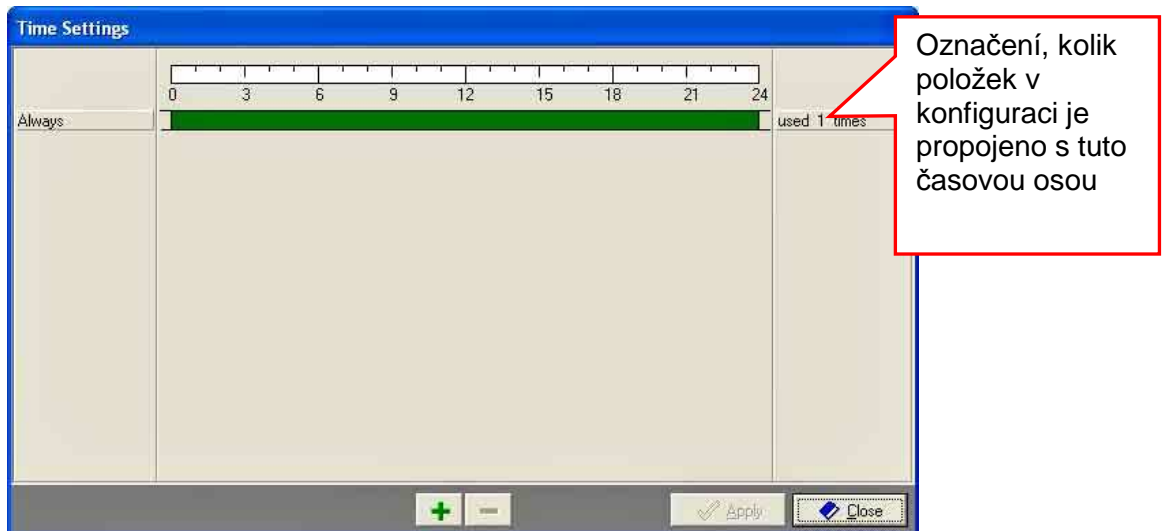 Time Settings
0 3 6 9 12 15 18 21 24
Always
used 1 times
Označení, kolik
položek v
konfiguraci je
propojeno s tuto
časovou osou
Apply
Close